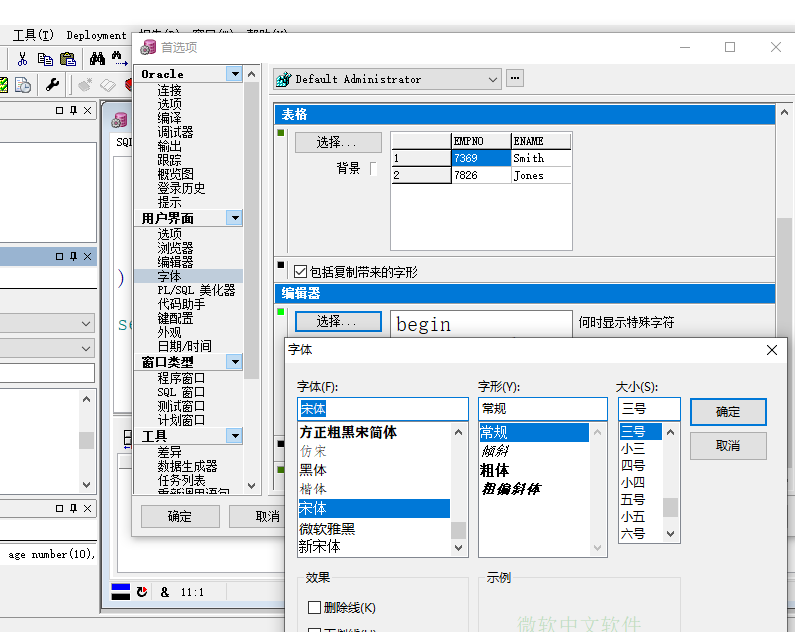 工具(T) Deployment
首选项
Oracle
连接
选项
编译
调试器
输出
跟踪
概览图
登录历史
提示
用户界面
选项
浏览器
编辑器
字体
PL/SQL 美化器
代码助手
键配置
外观
日期/时间
窗口类型
程序窗口
SQL 窗口
测试窗口
计划窗口
工具
差异
数据生成器
任务列表
重新调用语句
确定
取消
Default Administrator
...
表格
选择...
背景
EMPNO ENAME
1 7369 Smith
2 7826 Jones
包括复制带来的字形
编辑器
选择...
begin
何时显示特殊字符
字体
字体(F):
宋体
方正粗黑宋简体
仿宋
黑体
楷体
宋体
微软雅黑
新宋体
字形(Y):
常规
常规
倾斜
粗体
粗偏斜体
大小(S):
三号
三号
小三
四号
小四
五号
小五
六号
确定
取消
效果
删除线(K)
示例
微软中文软件
SQL
)
se
age number(10),
& 11:1